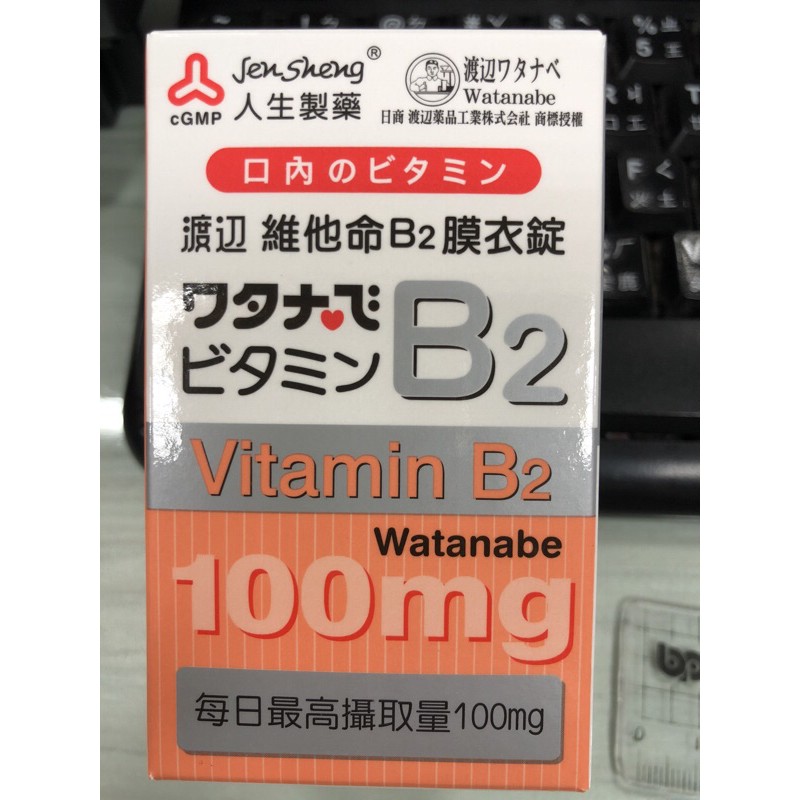 Jen Sheng®
cGMP 人生製藥
渡辺ワタナベ
Watanabe
日商 渡辺薬品工業株式会社 商標授權
口內のビタミン
渡辺 維他命B2膜衣錠
ワタナベ
ビタミン B2
Vitamin B2
Watanabe
100mg
每日最高攝取量100mg
%
5
R
T
F